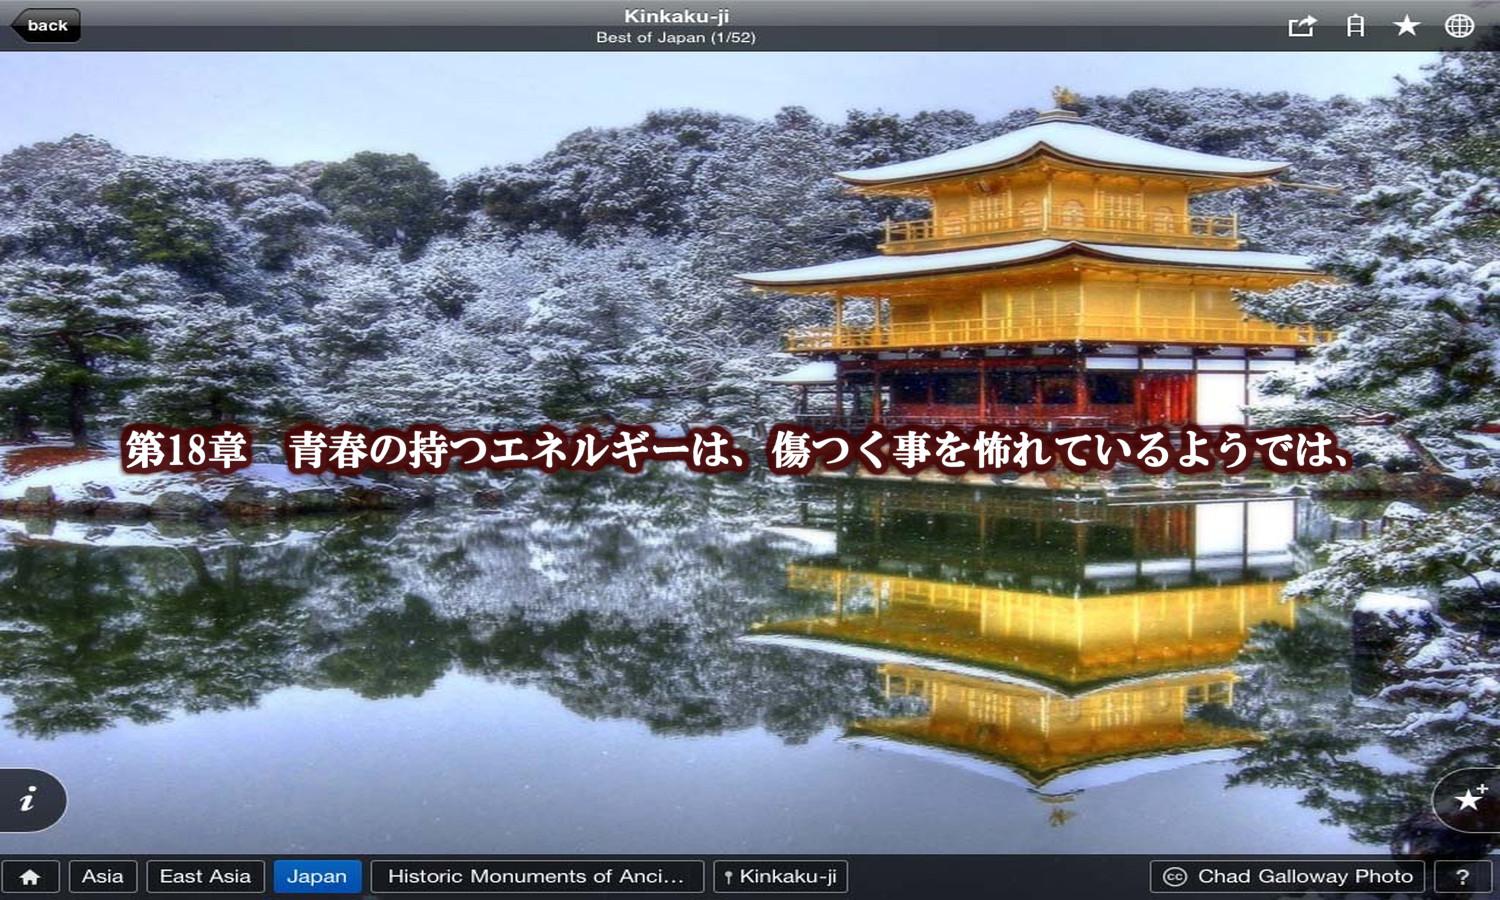 back
Kinkaku-ji
Best of Japan (1/52)
第18章　青春の持つエネルギーは、傷つく事を怖れているようでは、
i
Asia
East Asia
Japan
Historic Monuments of Anci...
Kinkaku-ji
cc Chad Galloway Photo
?